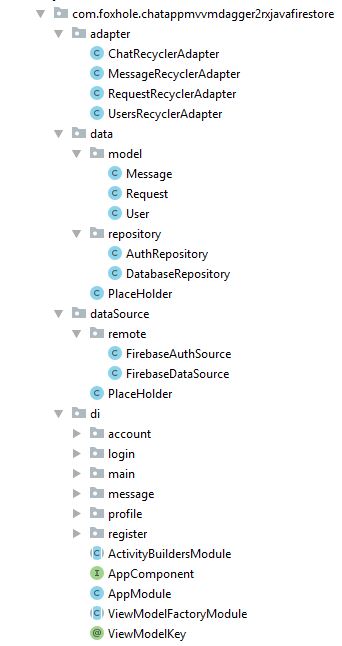 com.foxhole.chatappmvvmdagger2rxjavafirestore
adapter
C ChatRecyclerAdapter
C MessageRecyclerAdapter
C RequestRecyclerAdapter
C UsersRecyclerAdapter
data
model
C Message
C Request
C User
repository
C AuthRepository
C DatabaseRepository
C PlaceHolder
dataSource
remote
C FirebaseAuthSource
C FirebaseDataSource
C PlaceHolder
di
account
login
main
message
profile
register
C ActivityBuildersModule
I AppComponent
C AppModule
C ViewModelFactoryModule
@ ViewModelKey